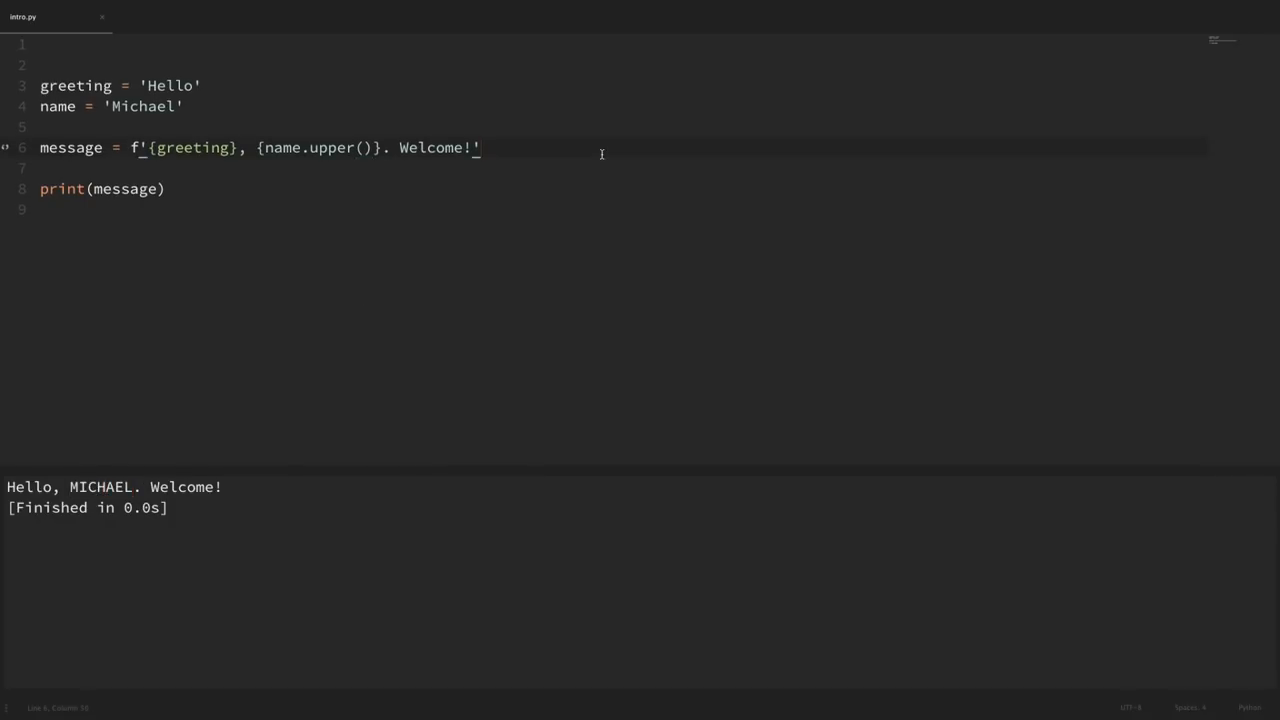 intro.py ×
1
2
3 greeting = 'Hello'
4 name = 'Michael'
5
6 message = f'{greeting}, {name.upper()}. Welcome!'
7
8 print(message)
9
Hello, MICHAEL. Welcome!
[Finished in 0.0s]
Line 6, Column 50 UTF-8 Spaces: 4 Python